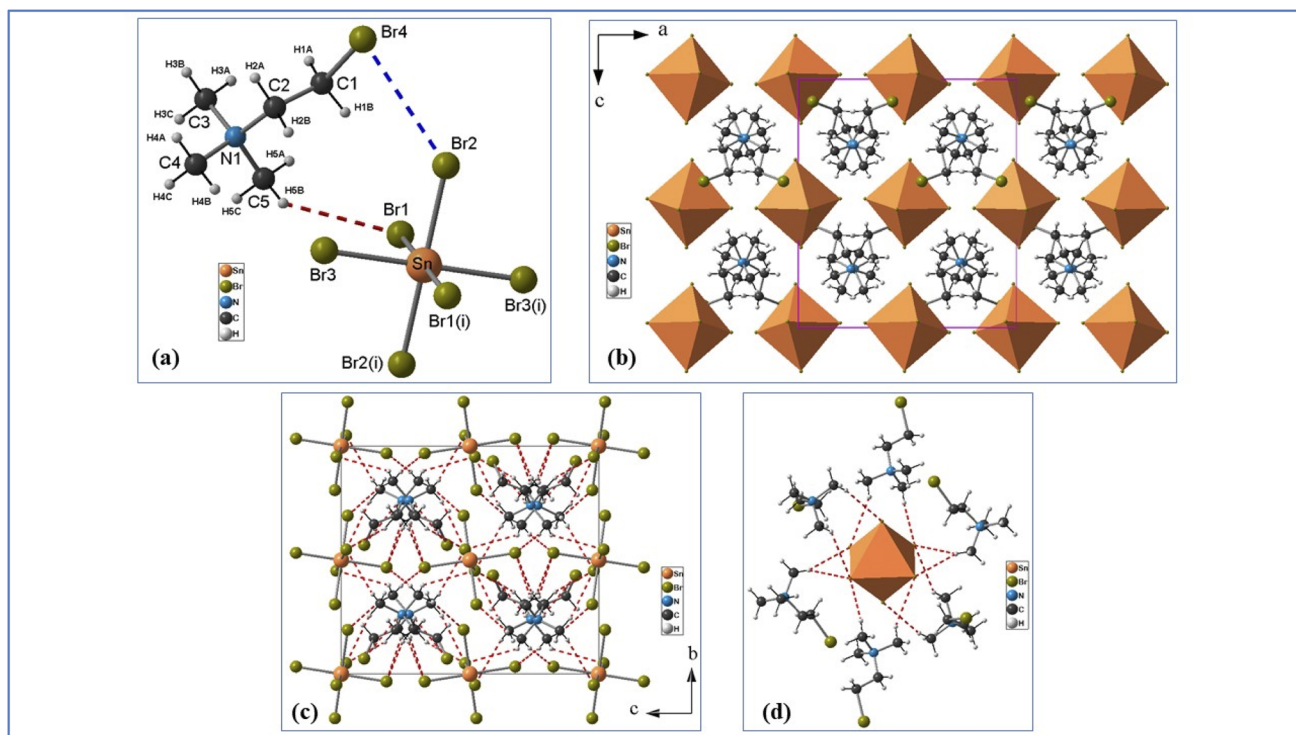 Br4
H1A
H3B
H3A
H2A
C2
C1
H1B
H3C
C3
H2B
H4A
N1
Br2
C4
H5A
H4C
H4B
H5B
C5
H5C
Br1
Br3
Sn
Br3(i)
Br1(i)
Br2(i)
Sn
Br
N
C
H
(a)
a
c
Sn
Br
N
C
H
(b)
Sn
Br
N
C
H
b
c
(c)
Sn
Br
N
C
H
(d)